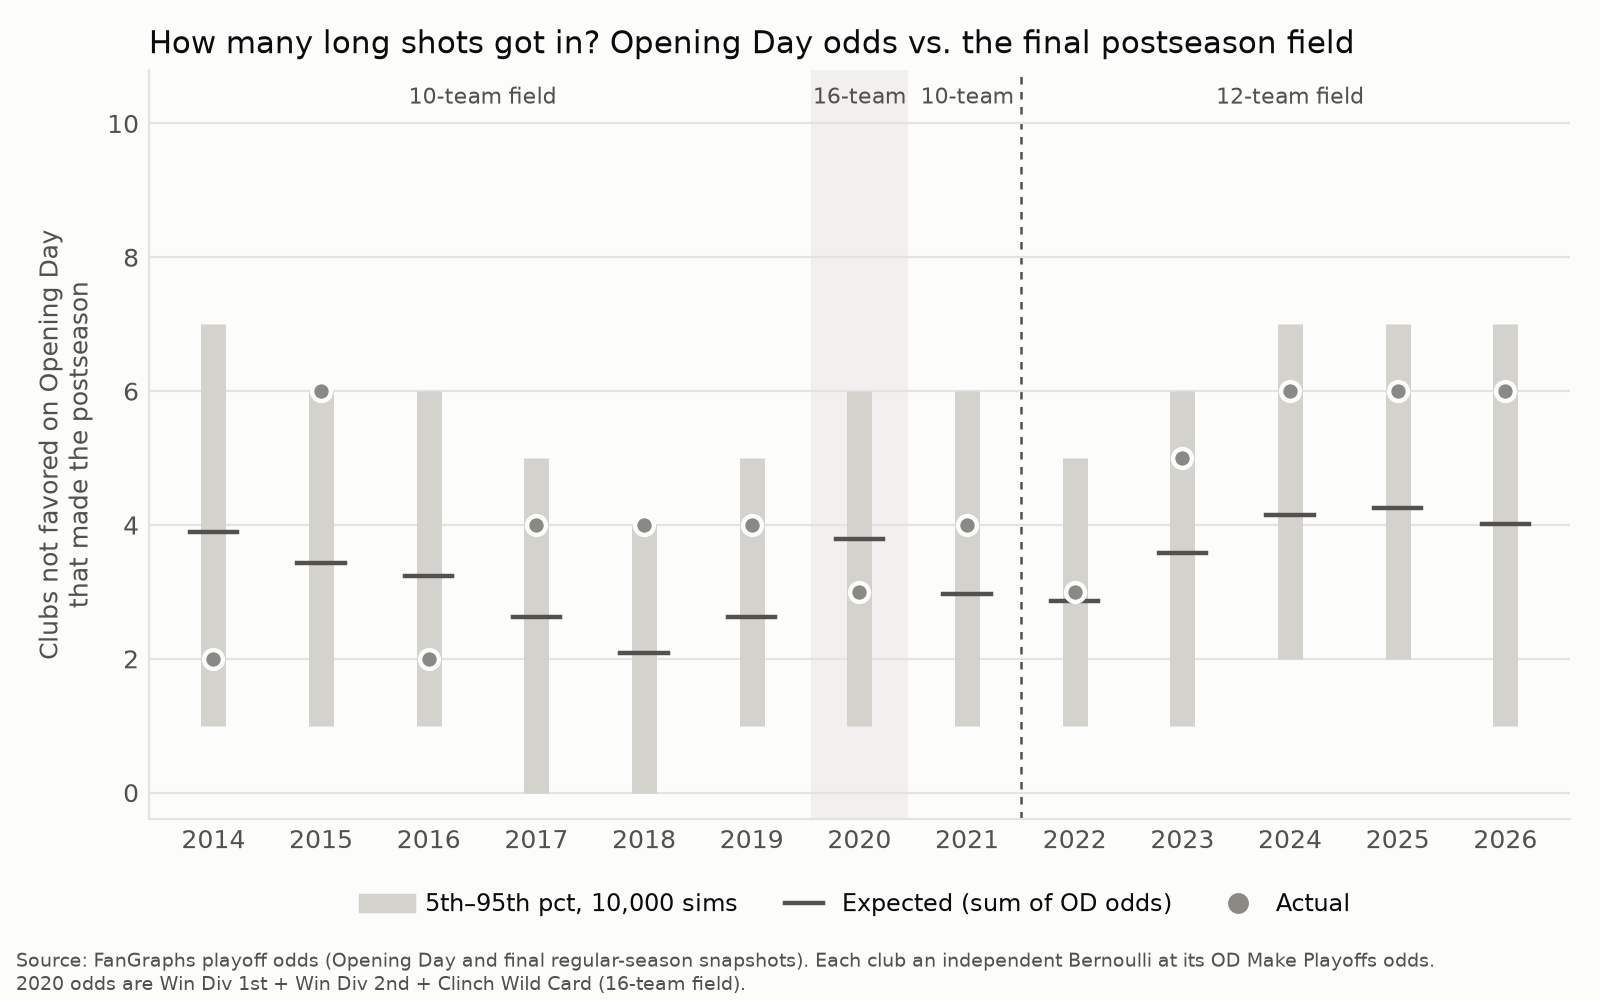 How many long shots got in? Opening Day odds vs. the final postseason field
10-team field
16-team
10-team
12-team field
Clubs not favored on Opening Day
that made the postseason
10
8
6
4
2
0
2014
2015
2016
2017
2018
2019
2020
2021
2022
2023
2024
2025
2026
5th–95th pct, 10,000 sims
Expected (sum of OD odds)
Actual
Source: FanGraphs playoff odds (Opening Day and final regular-season snapshots). Each club an independent Bernoulli at its OD Make Playoffs odds.
2020 odds are Win Div 1st + Win Div 2nd + Clinch Wild Card (16-team field).